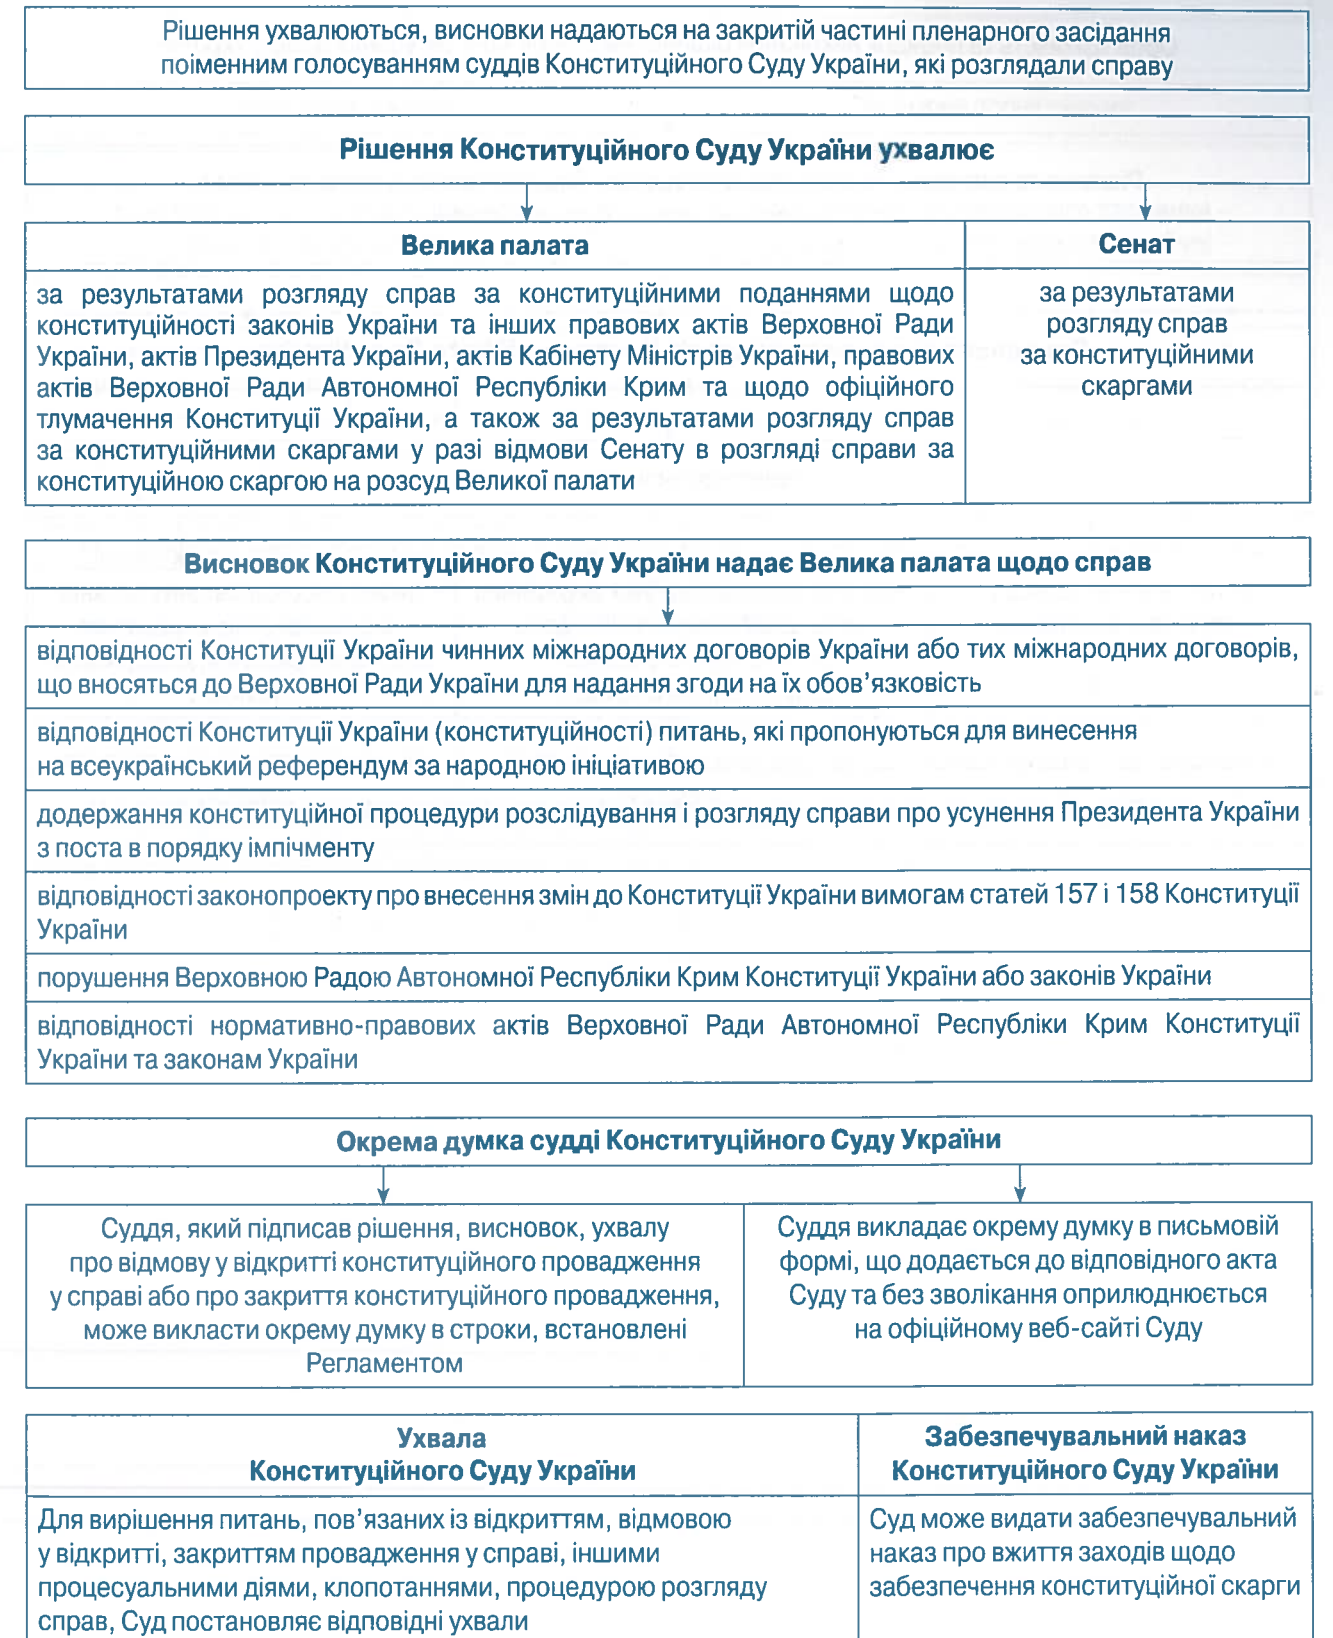 Рішення ухвалюються, висновки надаються на закритій частині пленарного засідання
поіменним голосуванням суддів Конституційного Суду України, які розглядали справу
Рішення Конституційного Суду України ухвалює
Велика палата
за результатами розгляду справ за конституційними поданнями щодо
конституційності законів України та інших правових актів Верховної Ради
України, актів Президента України, актів Кабінету Міністрів України, правових
актів Верховної Ради Автономної Республіки Крим та щодо офіційного
тлумачення Конституції України, а також за результатами розгляду справ
за конституційними скаргами у разі відмови Сенату в розгляді справи за
конституційною скаргою на розсуд Великої палати
Сенат
за результатами
розгляду справ
за конституційними
скаргами
Висновок Конституційного Суду України надає Велика палата щодо справ
відповідності Конституції України чинних міжнародних договорів України або тих міжнародних договорів,
що вносяться до Верховної Ради України для надання згоди на їх обов’язковість
відповідності Конституції України (конституційності) питань, які пропонуються для винесення
на всеукраїнський референдум за народною ініціативою
додержання конституційної процедури розслідування і розгляду справи про усунення Президента України
з поста в порядку імпічменту
відповідності законопроекту про внесення змін до Конституції України вимогам статей 157 і 158 Конституції
України
порушення Верховною Радою Автономної Республіки Крим Конституції України або законів України
відповідності нормативно-правових актів Верховної Ради Автономної Республіки Крим Конституції
України та законам України
Окрема думка судді Конституційного Суду України
Суддя, який підписав рішення, висновок, ухвалу
про відмову у відкритті конституційного провадження
у справі або про закриття конституційного провадження,
може викласти окрему думку в строки, встановлені
Регламентом
Суддя викладає окрему думку в письмовій
формі, що додається до відповідного акта
Суду та без зволікання оприлюднюється
на офіційному веб-сайті Суду
Ухвала
Конституційного Суду України
Для вирішення питань, пов’язаних із відкриттям, відмовою
у відкритті, закриттям провадження у справі, іншими
процесуальними діями, клопотаннями, процедурою розгляду
справ, Суд постановляє відповідні ухвали
Забезпечувальний наказ
Конституційного Суду України
Суд може видати забезпечувальний
наказ про вжиття заходів щодо
забезпечення конституційної скарги